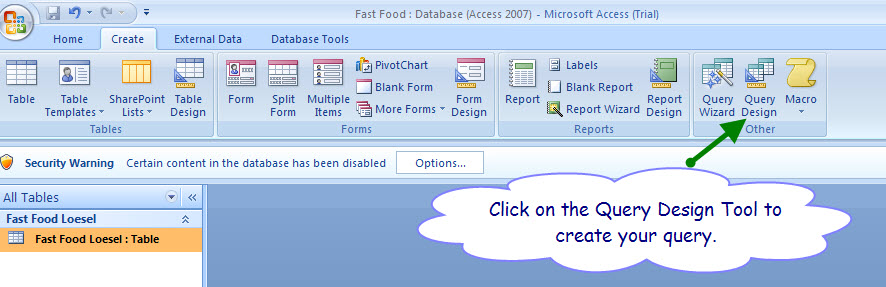 Fast Food : Database (Access 2007) - Microsoft Access (Trial)
Home Create External Data Database Tools
Table
Table Templates
SharePoint Lists
Table Design
Tables
Form
Split Form
Multiple Items
PivotChart
Blank Form
More Forms
Form Design
Forms
Report
Labels
Blank Report
Report Wizard
Report Design
Reports
Query Wizard
Query Design
Macro
Other
Security Warning Certain content in the database has been disabled Options...
All Tables
Fast Food Loesel
Fast Food Loesel : Table
Click on the Query Design Tool to
create your query.